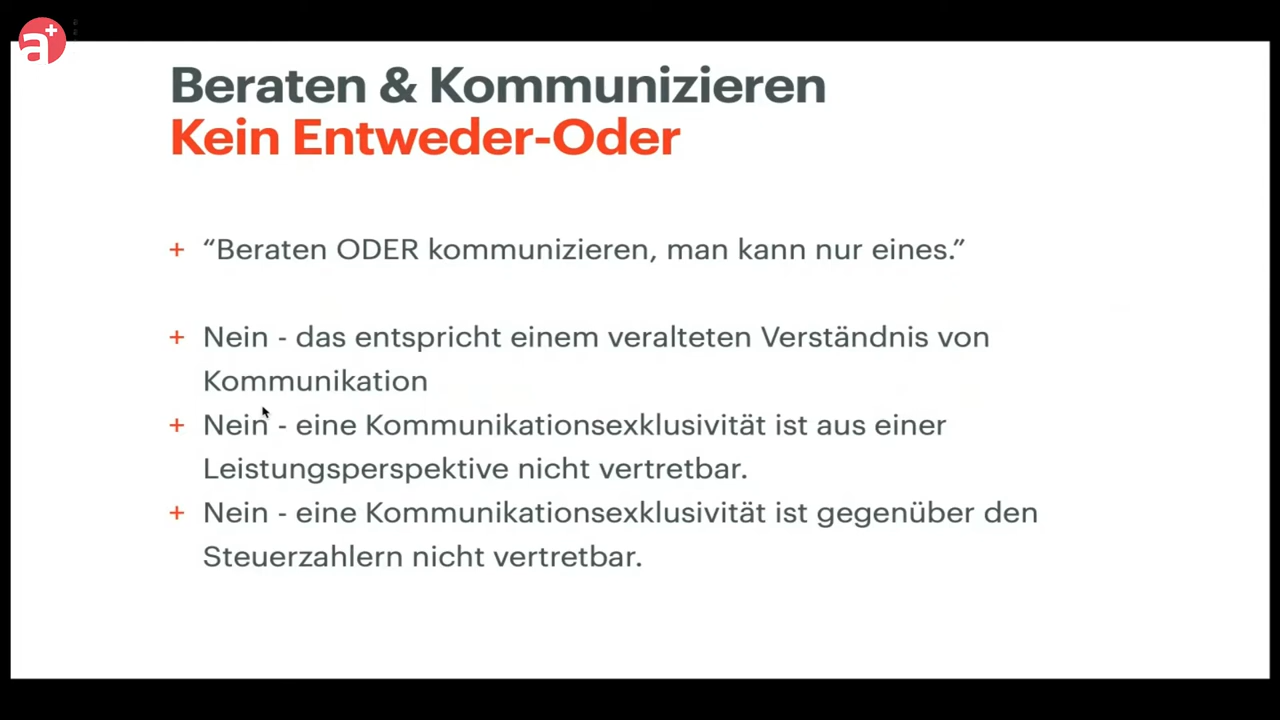 a+
Beraten & Kommunizieren
Kein Entweder-Oder
+ “Beraten ODER kommunizieren, man kann nur eines.”
+ Nein - das entspricht einem veralteten Verständnis von
Kommunikation
+ Nein - eine Kommunikationsexklusivität ist aus einer
Leistungsperspektive nicht vertretbar.
+ Nein - eine Kommunikationsexklusivität ist gegenüber den
Steuerzahlern nicht vertretbar.